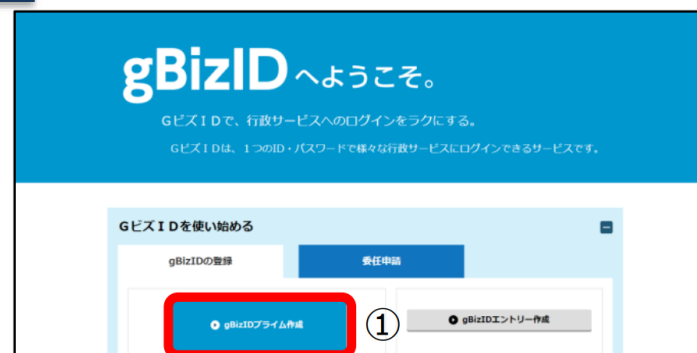 gBizIDへようこそ。
GビズIDで、行政サービスへのログインをラクにする。
GビズIDは、1つのID・パスワードで様々な行政サービスにログインできるサービスです。
GビズIDを使い始める
gBizIDの登録
委任申請
gBizIDプライム作成
①
gBizIDエントリー作成